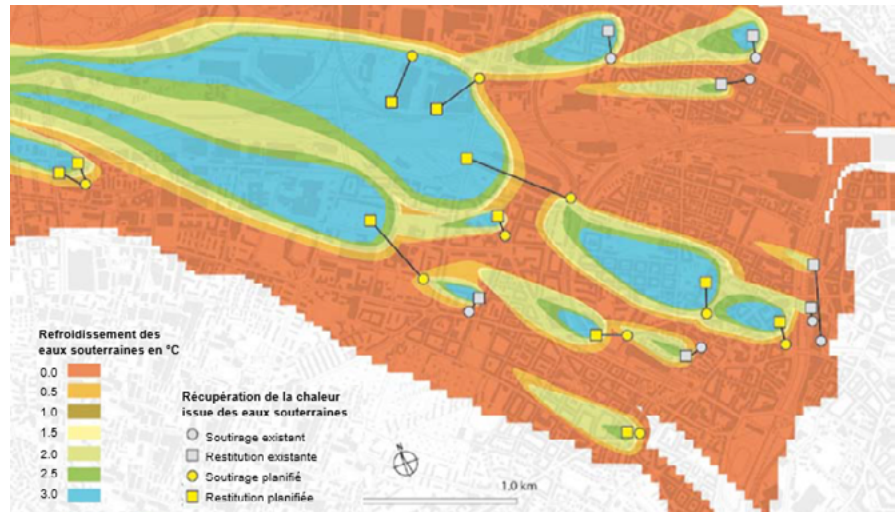 Refroidissement des
eaux souterraines en °C
0.0
0.5
1.0
1.5
2.0
2.5
3.0
Récupération de la chaleur
issue des eaux souterraines
Soutirage existant
Restitution existante
Soutirage planifié
Restitution planifiée
N
1.0 km